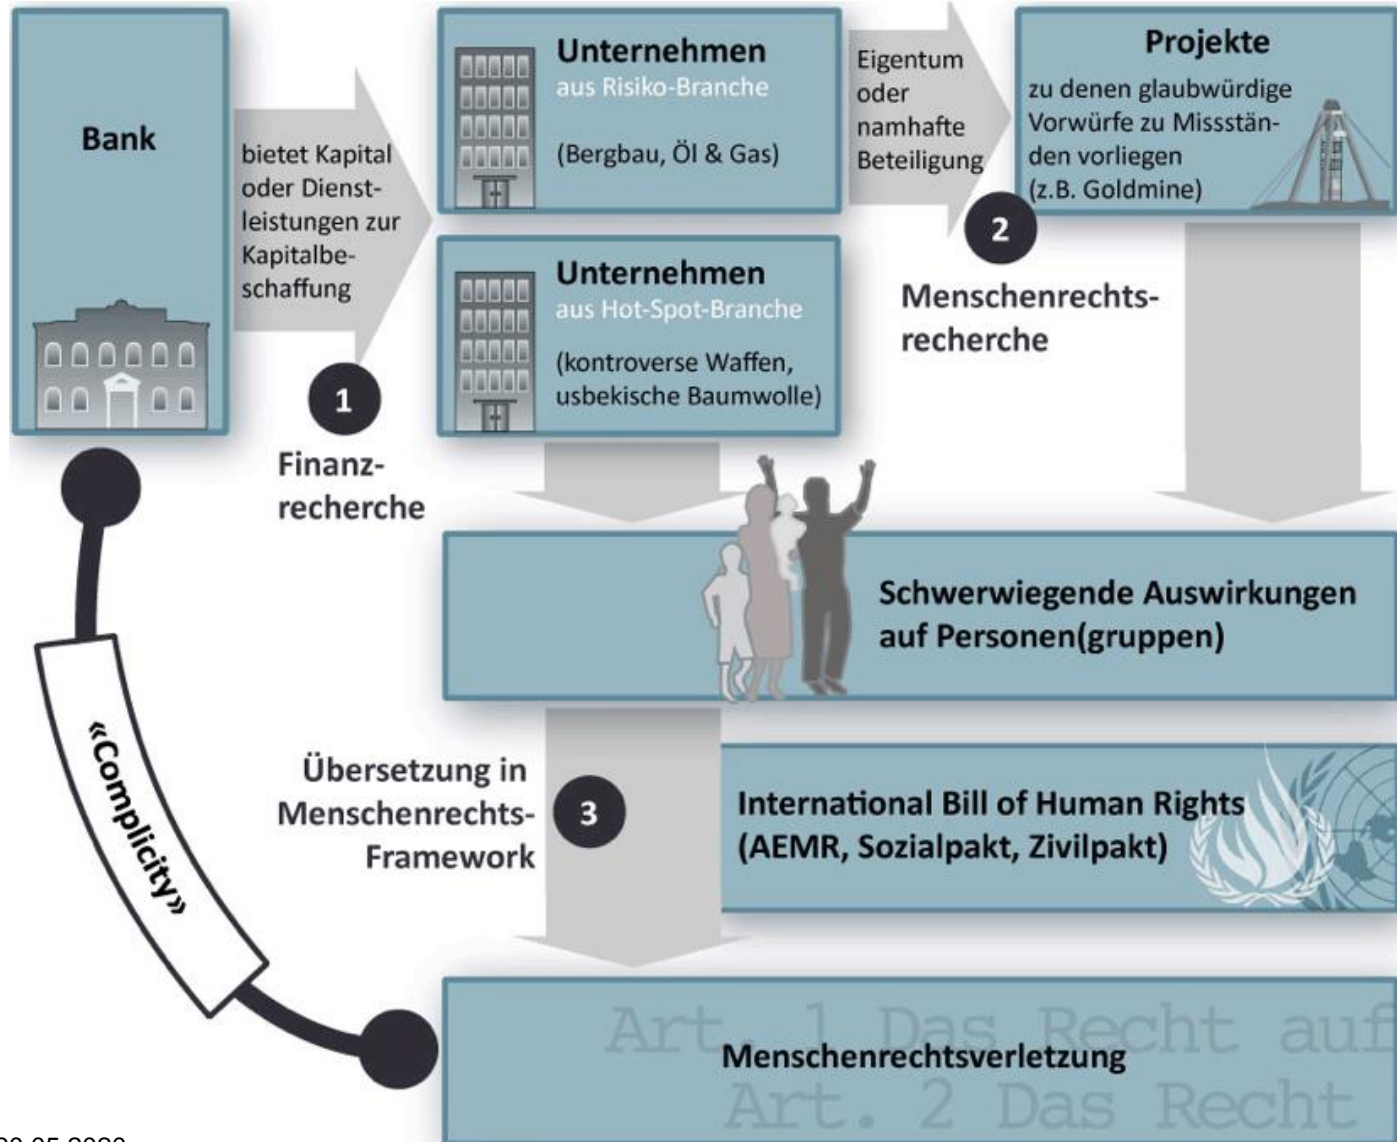 Bank
bietet Kapital
oder Dienst-
leistungen zur
Kapitalbe-
schaffung
1
Finanz-
recherche
Unternehmen
aus Risiko-Branche
(Bergbau, Öl & Gas)
Unternehmen
aus Hot-Spot-Branche
(kontroverse Waffen,
usbekische Baumwolle)
Eigentum
oder
namhafte
Beteiligung
2
Menschenrechts-
recherche
Projekte
zu denen glaubwürdige
Vorwürfe zu Missstän-
den vorliegen
(z.B. Goldmine)
Schwerwiegende Auswirkungen
auf Personen(gruppen)
Übersetzung in
Menschenrechts-
Framework
3
International Bill of Human Rights
(AEMR, Sozialpakt, Zivilpakt)
«Complicity»
Art. 1 Das Recht auf
Menschenrechtsverletzung
Art. 2 Das Recht